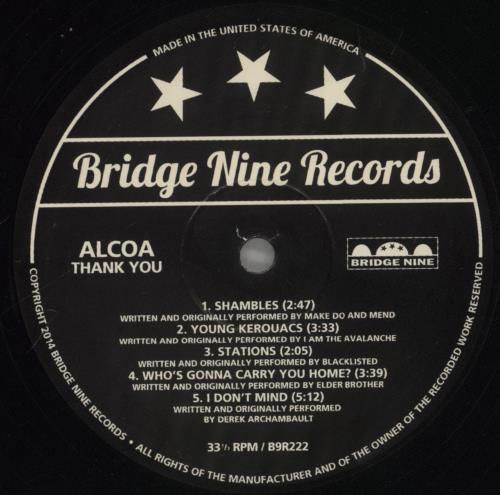 MADE IN THE UNITED STATES OF AMERICA
Bridge Nine Records
ALCOA
THANK YOU
BRIDGE NINE
1. SHAMBLES (2:47)
WRITTEN AND ORIGINALLY PERFORMED BY MAKE DO AND MEND
2. YOUNG KEROUACS (3:33)
WRITTEN AND ORIGINALLY PERFORMED BY I AM THE AVALANCHE
3. STATIONS (2:05)
WRITTEN AND ORIGINALLY PERFORMED BY BLACKLISTED
4. WHO'S GONNA CARRY YOU HOME? (3:39)
WRITTEN AND ORIGINALLY PERFORMED BY ELDER BROTHER
5. I DON'T MIND (5:12)
WRITTEN AND ORIGINALLY PERFORMED
BY DEREK ARCHAMBAULT
33 ⅓ RPM / B9R222
COPYRIGHT 2014 BRIDGE NINE RECORDS • ALL RIGHTS OF THE MANUFACTURER AND OF THE OWNER OF THE RECORDED WORK RESERVED